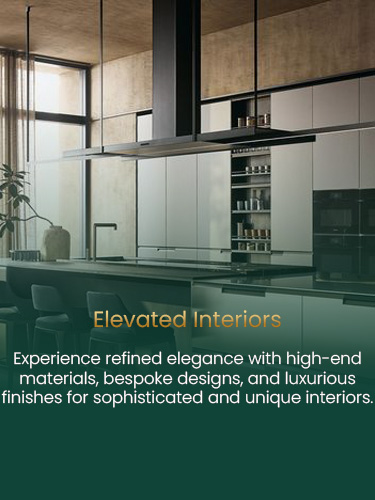 Elevated Interiors
Experience refined elegance with high-end
materials, bespoke designs, and luxurious
finishes for sophisticated and unique interiors.